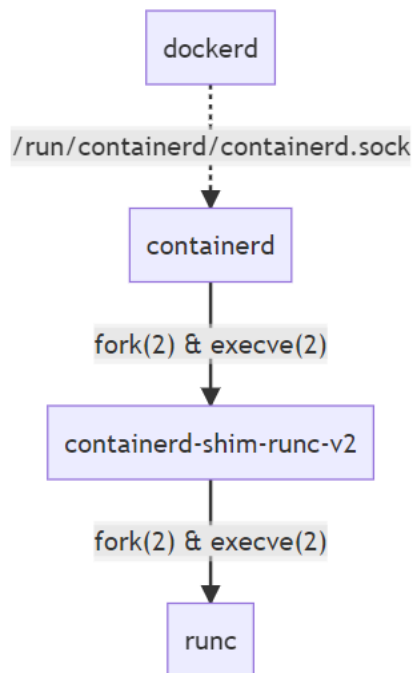 dockerd
/run/containerd/containerd.sock
containerd
fork(2) & execve(2)
containerd-shim-runc-v2
fork(2) & execve(2)
runc